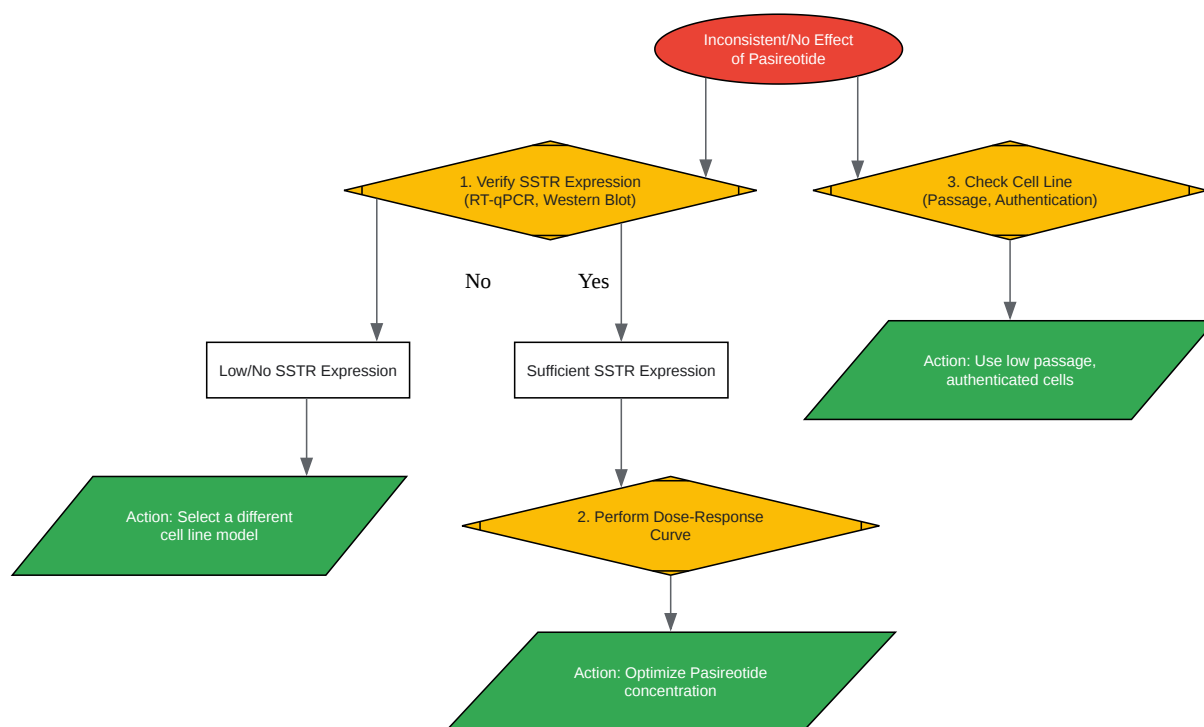 Inconsistent/No Effect
of Pasireotide
1. Verify SSTR Expression
(RT-qPCR, Western Blot)
3. Check Cell Line
(Passage, Authentication)
No
Yes
Low/No SSTR Expression
Sufficient SSTR Expression
Action: Use low passage,
authenticated cells
Action: Select a different
cell line model
2. Perform Dose-Response
Curve
Action: Optimize Pasireotide
concentration